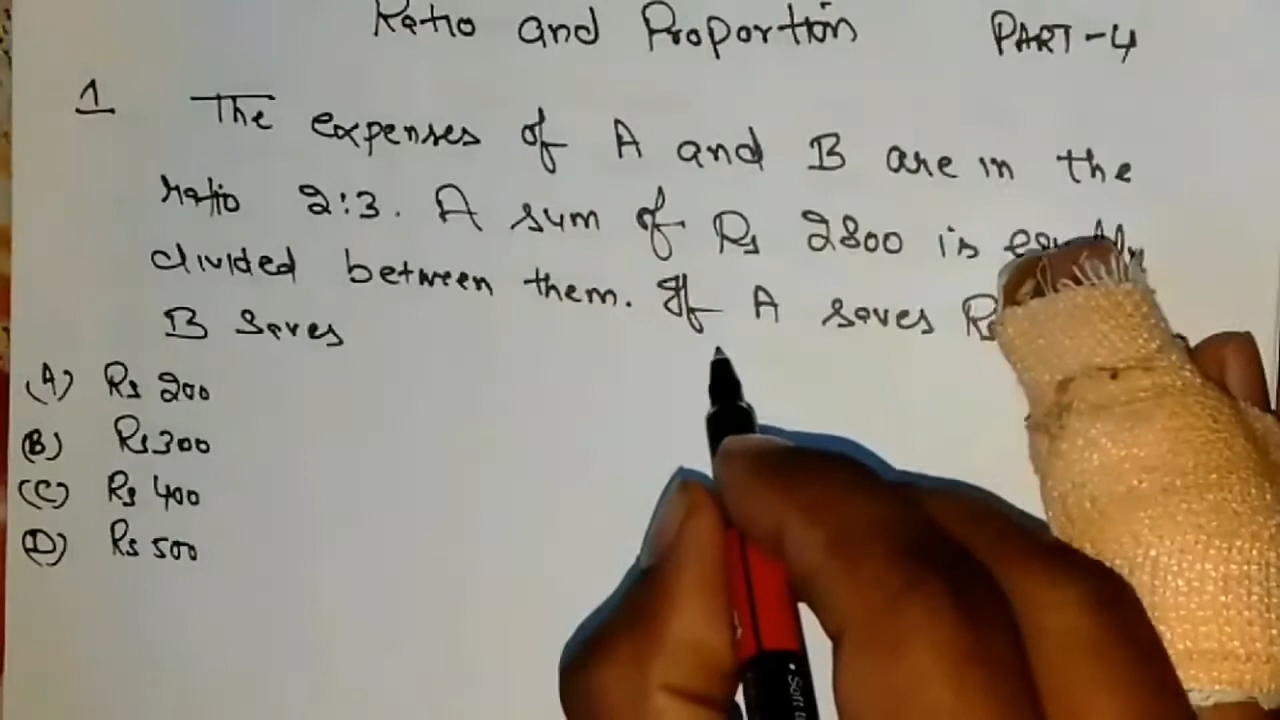 Ratio and Proportion PART-4
1 The expenses of A and B are in the
ratio 2:3. A sum of Rs 2800 is
divided between them. If A saves
B saves
(A) Rs 200
(B) Rs 300
(C) Rs 400
(D) Rs 500